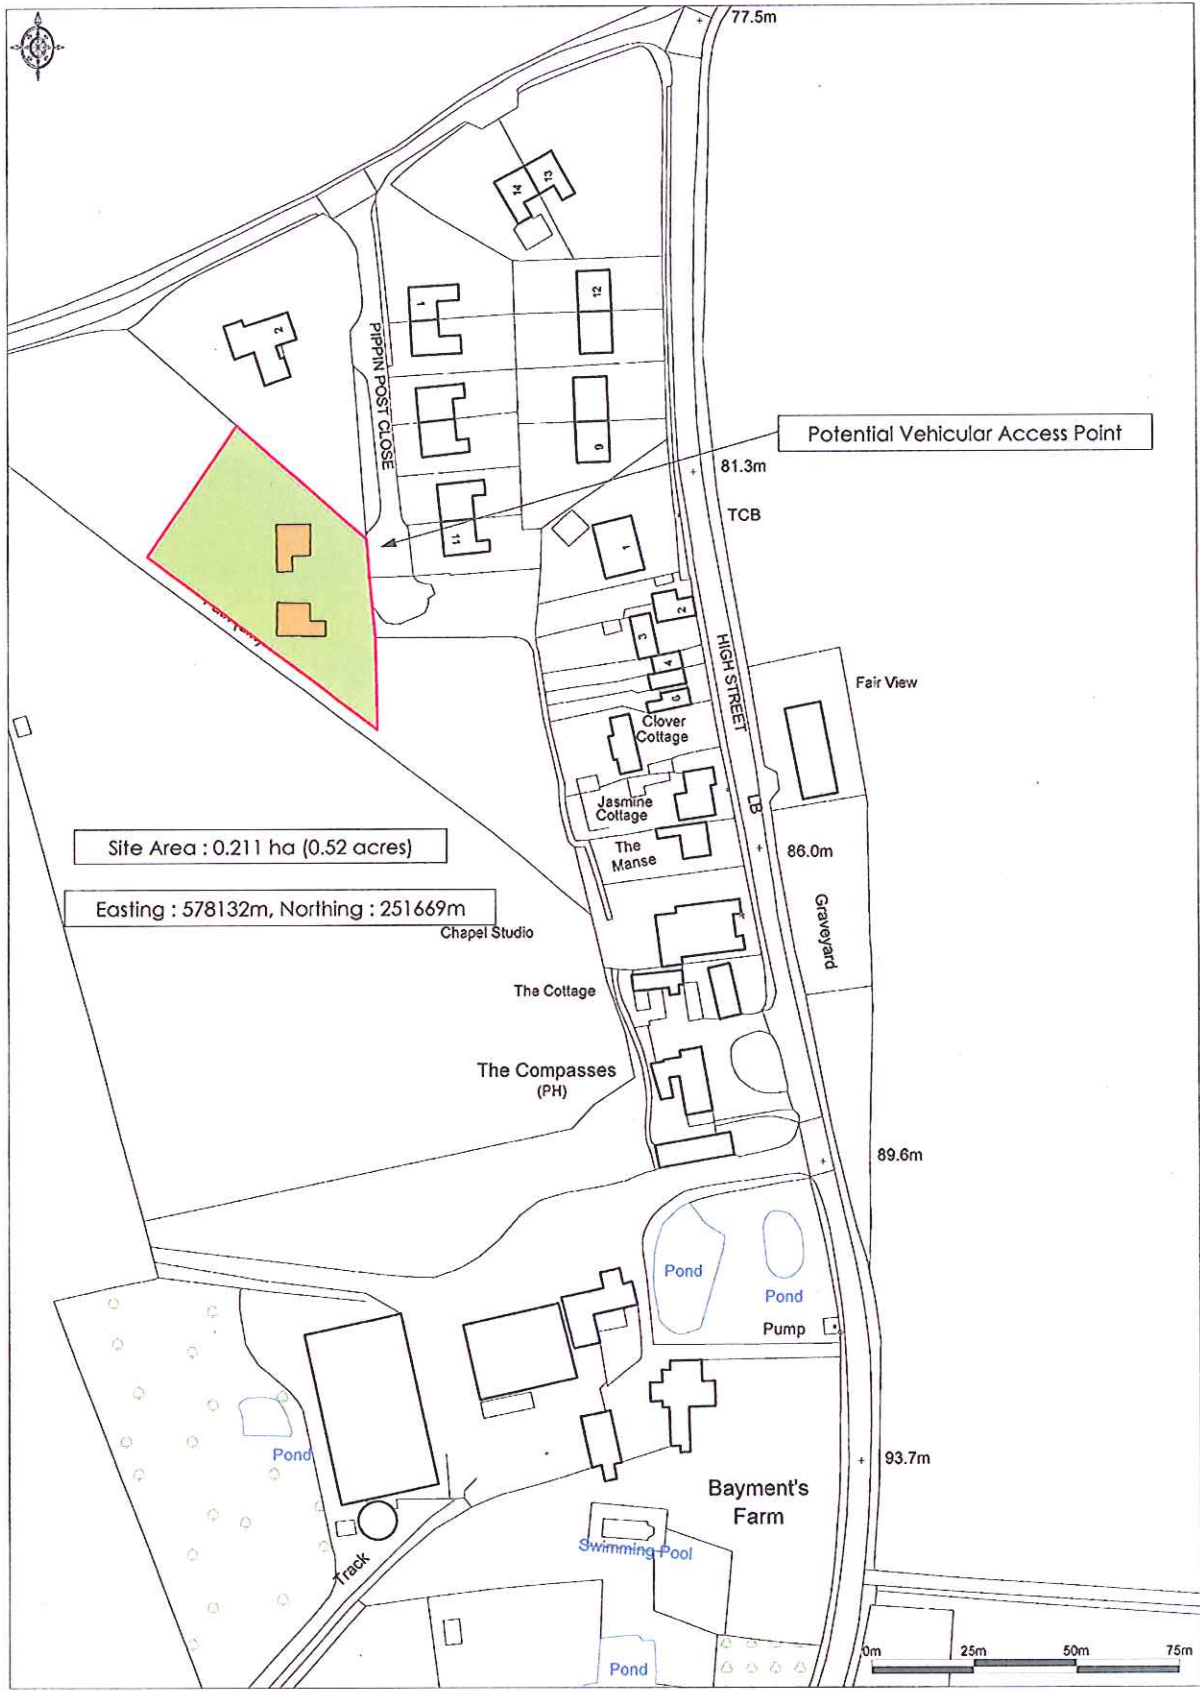 77.5m
13
14
12
1
2
PIPPIN POST CLOSE
9
Potential Vehicular Access Point
81.3m
TCB
11
1
2
3
4
6
HIGH STREET
Fair View
Clover
Cottage
LB
Jasmine
Cottage
Site Area : 0.211 ha (0.52 acres)
The
Manse
86.0m
Easting : 578132m, Northing : 251669m
Chapel Studio
Graveyard
The Cottage
The Compasses
(PH)
89.6m
Pond
Pond
Pump
Pond
93.7m
Bayment's
Farm
Swimming Pool
Track
Pond
0m 25m 50m 75m